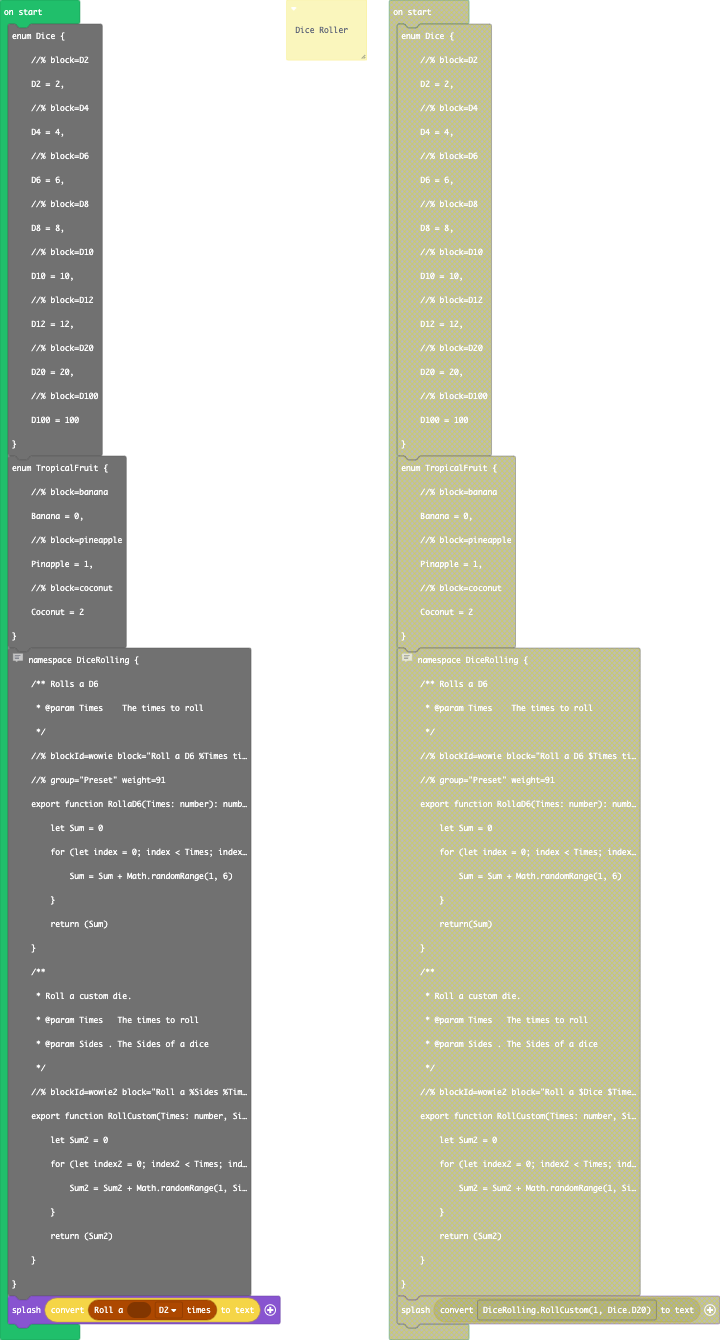 on start
enum Dice {
//% block=D2
D2 = 2,
//% block=D4
D4 = 4,
//% block=D6
D6 = 6,
//% block=D8
D8 = 8,
//% block=D10
D10 = 10,
//% block=D12
D12 = 12,
//% block=D20
D20 = 20,
//% block=D100
D100 = 100
}
enum TropicalFruit {
//% block=banana
Banana = 0,
//% block=pineapple
Pinapple = 1,
//% block=coconut
Coconut = 2
}
namespace DiceRolling {
/** Rolls a D6
* @param Times    The times to roll
*/
//% blockId=wowie block="Roll a D6 %Times ti…
//% group="Preset" weight=91
export function RollaD6(Times: number): numb…
let Sum = 0
for (let index = 0; index < Times; index…
Sum = Sum + Math.randomRange(1, 6)
}
return (Sum)
}
/**
* Roll a custom die.
* @param Times   The times to roll
* @param Sides . The Sides of a dice
*/
//% blockId=wowie2 block="Roll a %Sides %Tim…
export function RollCustom(Times: number, Si…
let Sum2 = 0
for (let index2 = 0; index2 < Times; ind…
Sum2 = Sum2 + Math.randomRange(1, Si…
}
return (Sum2)
}
}
splash convert Roll a D2 times to text
Dice Roller
on start
enum Dice {
//% block=D2
D2 = 2,
//% block=D4
D4 = 4,
//% block=D6
D6 = 6,
//% block=D8
D8 = 8,
//% block=D10
D10 = 10,
//% block=D12
D12 = 12,
//% block=D20
D20 = 20,
//% block=D100
D100 = 100
}
enum TropicalFruit {
//% block=banana
Banana = 0,
//% block=pineapple
Pinapple = 1,
//% block=coconut
Coconut = 2
}
namespace DiceRolling {
/** Rolls a D6
* @param Times    The times to roll
*/
//% blockId=wowie block="Roll a D6 $Times ti…
//% group="Preset" weight=91
export function RollaD6(Times: number): numb…
let Sum = 0
for (let index = 0; index < Times; index…
Sum = Sum + Math.randomRange(1, 6)
}
return(Sum)
}
/**
* Roll a custom die.
* @param Times   The times to roll
* @param Sides . The Sides of a dice
*/
//% blockId=wowie2 block="Roll a $Dice $Time…
export function RollCustom(Times: number, Si…
let Sum2 = 0
for (let index2 = 0; index2 < Times; ind…
Sum2 = Sum2 + Math.randomRange(1, Si…
}
return (Sum2)
}
}
splash convert DiceRolling.RollCustom(1, Dice.D20) to text